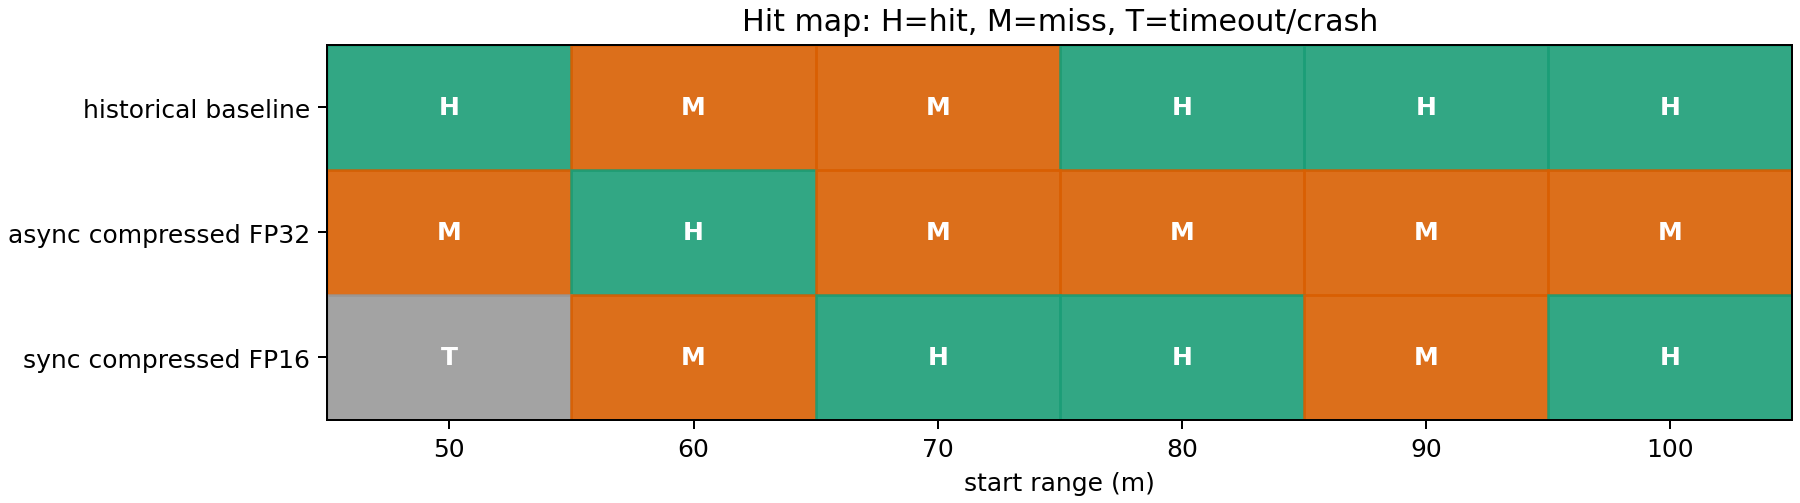 Hit map: H=hit, M=miss, T=timeout/crash
historical baseline H M M H H H
async compressed FP32 M H M M M M
sync compressed FP16 T M H H M H
50 60 70 80 90 100
start range (m)